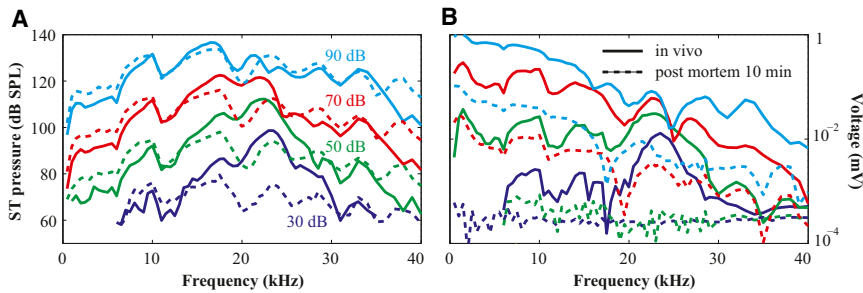 A
140
120
100
80
60
ST pressure (dB SPL)
90 dB
70 dB
50 dB
30 dB
0
10
20
30
40
Frequency (kHz)
B
in vivo
post mortem 10 min
1
10⁻²
10⁻⁴
Voltage (mV)
0
10
20
30
40
Frequency (kHz)